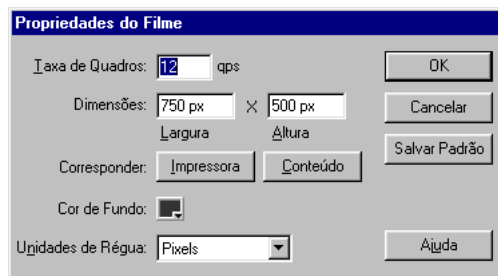 Propriedades do Filme
Taxa de Quadros: 12 qps
OK
Dimensões: 750 px X 500 px
Cancelar
Largura Altura
Salvar Padrão
Corresponder: Impressora Conteúdo
Cor de Fundo:
Unidades de Régua: Pixels
Ajuda